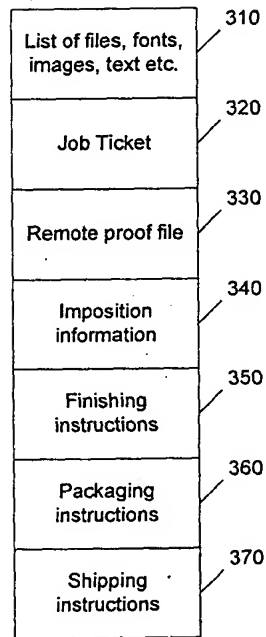 310
List of files, fonts,
images, text etc.
320
Job Ticket
330
Remote proof file
340
Imposition
information
350
Finishing
instructions
360
Packaging
instructions
370
Shipping
instructions